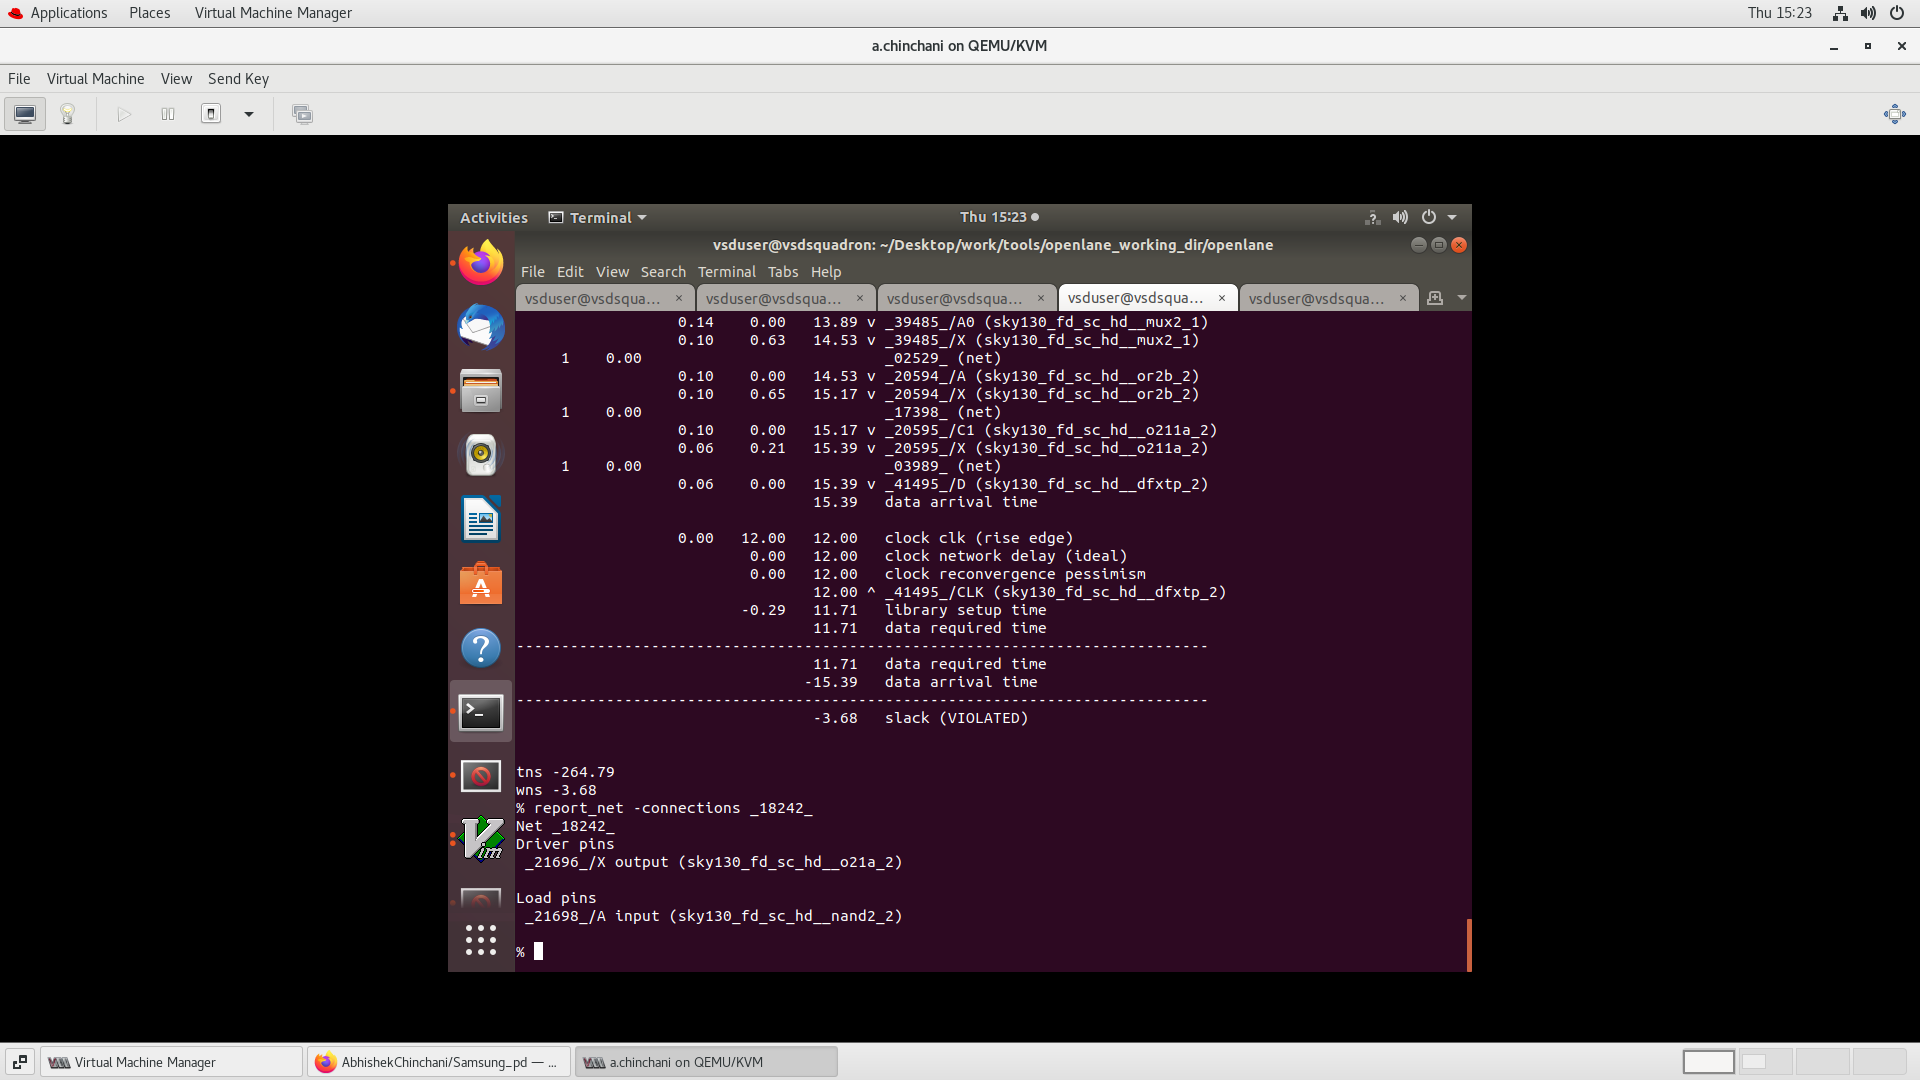 Applications Places Virtual Machine Manager Thu 15:23
a.chinchani on QEMU/KVM
File Virtual Machine View Send Key
Activities Terminal Thu 15:23
vsduser@vsdsquadron: ~/Desktop/work/tools/openlane_working_dir/openlane
File Edit View Search Terminal Tabs Help
vsduser@vsdsqua... × vsduser@vsdsqua... × vsduser@vsdsqua... × vsduser@vsdsqua... × vsduser@vsdsqua... ×
0.14 0.00 13.89 v _39485_/A0 (sky130_fd_sc_hd__mux2_1)
0.10 0.63 14.53 v _39485_/X (sky130_fd_sc_hd__mux2_1)
1 0.00 _02529_ (net)
0.10 0.00 14.53 v _20594_/A (sky130_fd_sc_hd__or2b_2)
0.10 0.65 15.17 v _20594_/X (sky130_fd_sc_hd__or2b_2)
1 0.00 _17398_ (net)
0.10 0.00 15.17 v _20595_/C1 (sky130_fd_sc_hd__o211a_2)
0.06 0.21 15.39 v _20595_/X (sky130_fd_sc_hd__o211a_2)
1 0.00 _03989_ (net)
0.06 0.00 15.39 v _41495_/D (sky130_fd_sc_hd__dfxtp_2)
15.39 data arrival time
0.00 12.00 12.00 clock clk (rise edge)
0.00 12.00 clock network delay (ideal)
0.00 12.00 clock reconvergence pessimism
12.00 ^ _41495_/CLK (sky130_fd_sc_hd__dfxtp_2)
-0.29 11.71 library setup time
11.71 data required time
-----------------------------------------------------------------------------
11.71 data required time
-15.39 data arrival time
-----------------------------------------------------------------------------
-3.68 slack (VIOLATED)
tns -264.79
wns -3.68
% report_net -connections _18242_
Net _18242_
Driver pins
_21696_/X output (sky130_fd_sc_hd__o21a_2)
Load pins
_21698_/A input (sky130_fd_sc_hd__nand2_2)
%
Virtual Machine Manager AbhishekChinchani/Samsung_pd — ... a.chinchani on QEMU/KVM